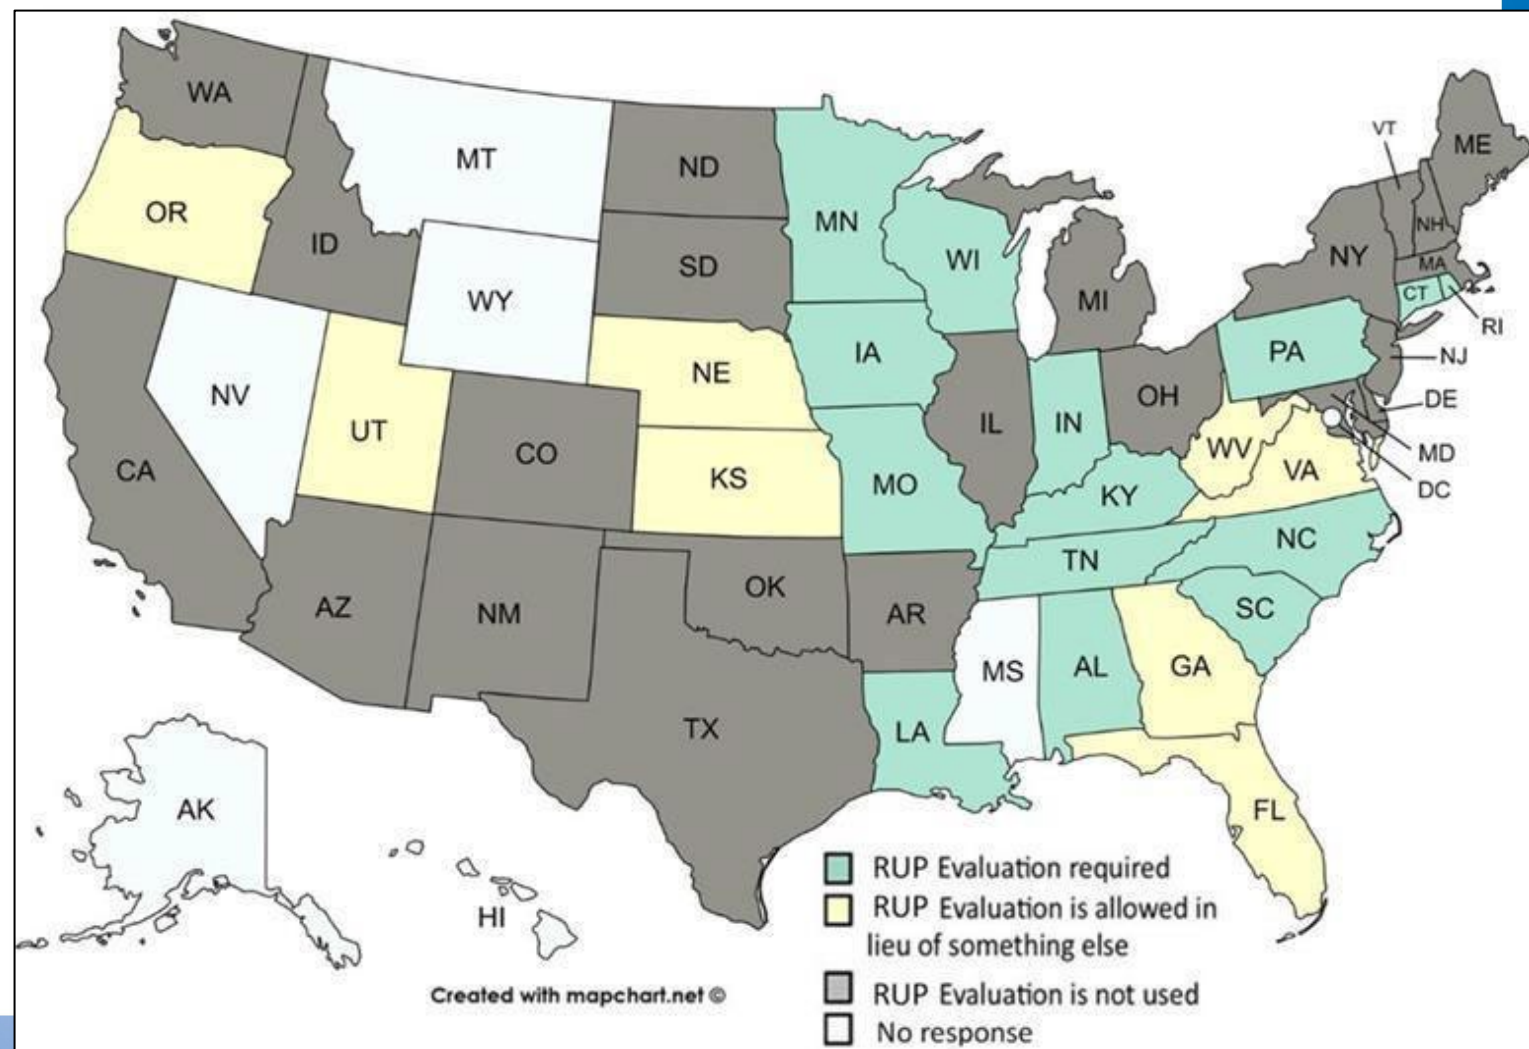 WA
MT
ND
MN
VT
ME
OR
ID
SD
WI
NH
NY
MA
WY
MI
CT
RI
IA
PA
NJ
NE
NV
UT
CO
IL
IN
OH
DE
WV
MD
CA
KS
MO
VA
DC
KY
NC
TN
AZ
NM
OK
AR
SC
MS
AL
GA
TX
LA
AK
FL
HI
RUP Evaluation required
RUP Evaluation is allowed in
lieu of something else
RUP Evaluation is not used
No response
Created with mapchart.net ©